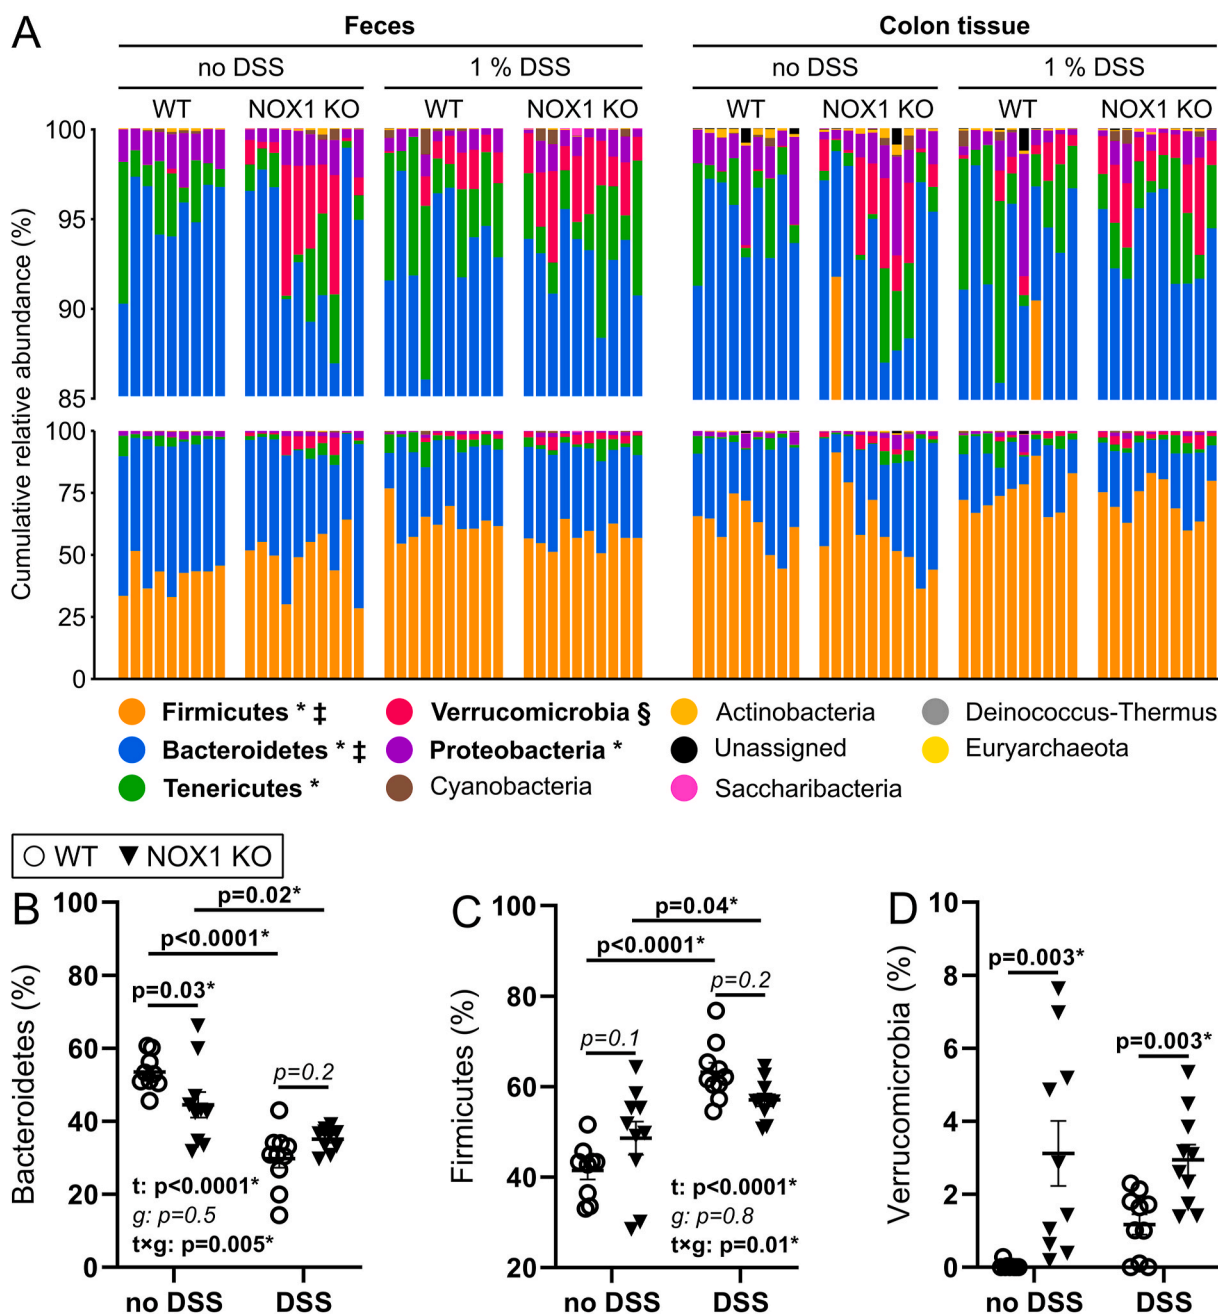 A
Feces
Colon tissue
no DSS
1 % DSS
no DSS
1 % DSS
WT
NOX1 KO
WT
NOX1 KO
WT
NOX1 KO
WT
NOX1 KO
Cumulative relative abundance (%)
100
95
90
85
100
75
50
25
0
Firmicutes * ‡
Verrucomicrobia §
Actinobacteria
Deinococcus-Thermus
Bacteroidetes * ‡
Proteobacteria *
Unassigned
Euryarchaeota
Tenericutes *
Cyanobacteria
Saccharibacteria
WT
NOX1 KO
B
Bacteroidetes (%)
100
80
60
40
20
0
p=0.02*
p<0.0001*
p=0.03*
p=0.2
t: p<0.0001*
g: p=0.5
t×g: p=0.005*
no DSS
DSS
C
Firmicutes (%)
100
80
60
40
20
p=0.04*
p<0.0001*
p=0.2
p=0.1
t: p<0.0001*
g: p=0.8
t×g: p=0.01*
no DSS
DSS
D
Verrucomicrobia (%)
10
8
6
4
2
0
p=0.003*
p=0.003*
no DSS
DSS